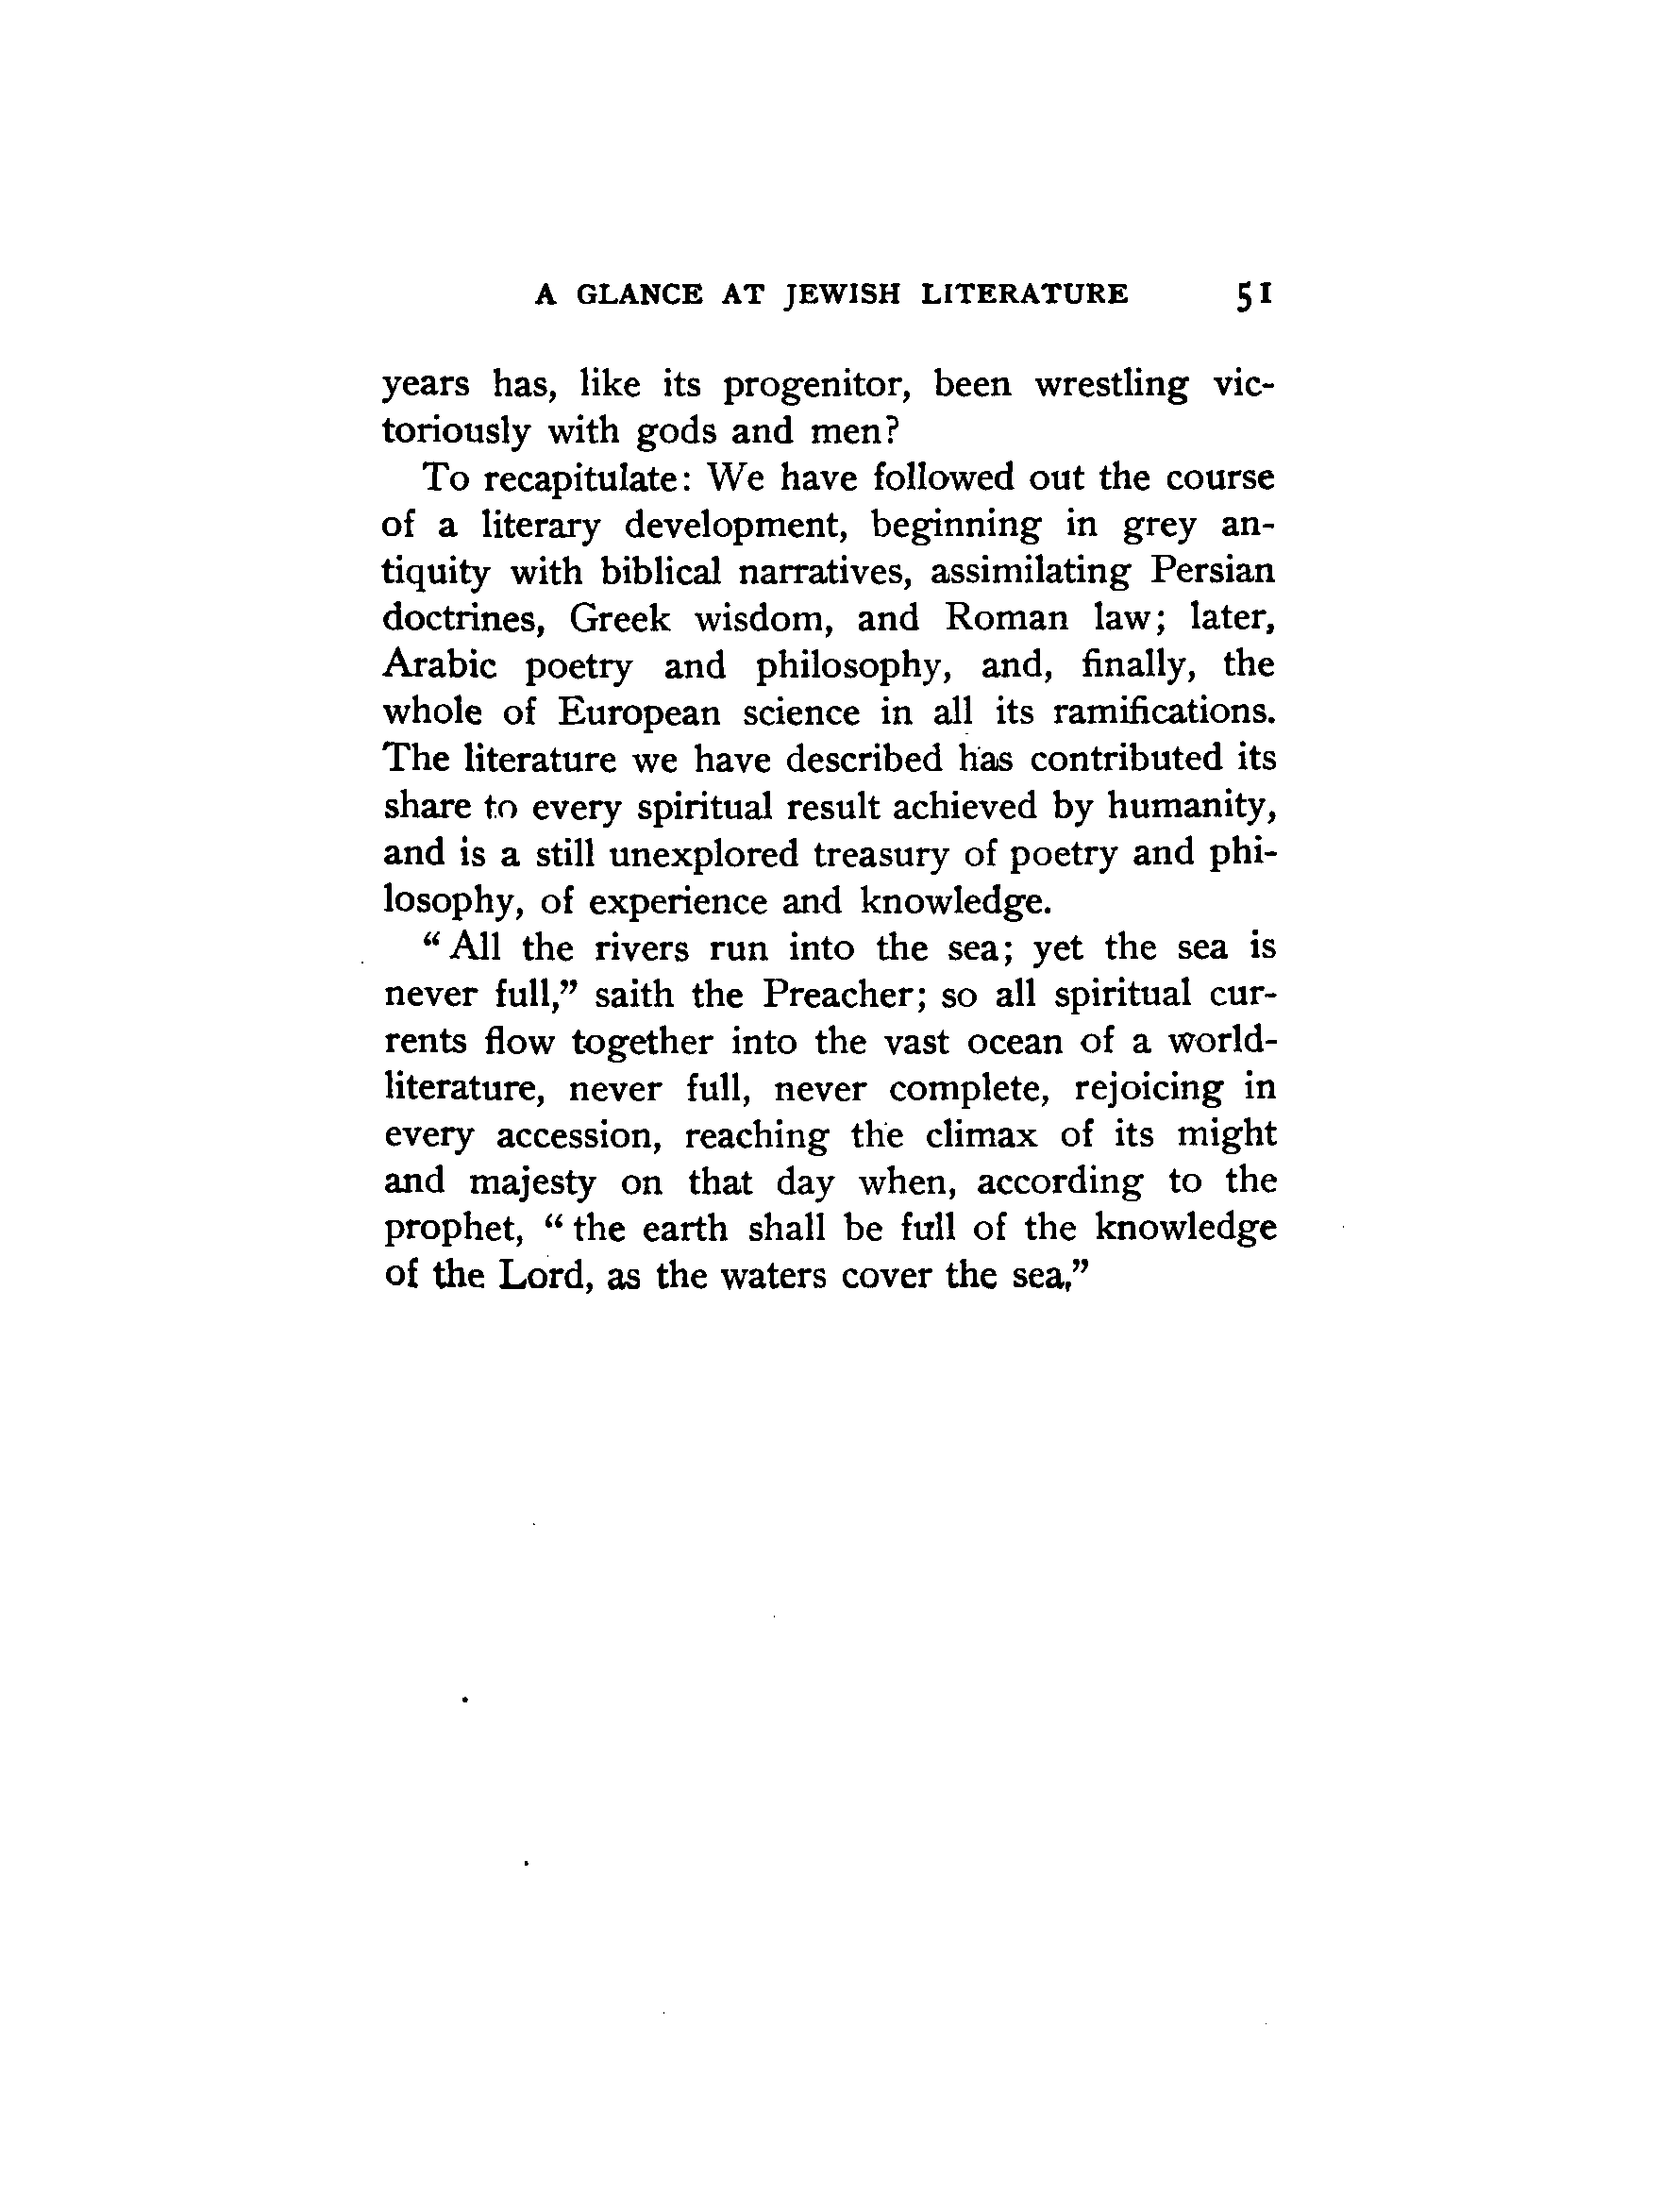 A GLANCE AT JEWISH LITERATURE 51
years has, like its progenitor, been wrestling vic-
toriously with gods and men?
To recapitulate: We have followed out the course
of a literary development, beginning in grey an-
tiquity with biblical narratives, assimilating Persian
doctrines, Greek wisdom, and Roman law; later,
Arabic poetry and philosophy, and, finally, the
whole of European science in all its ramifications.
The literature we have described has contributed its
share to every spiritual result achieved by humanity,
and is a still unexplored treasury of poetry and phi-
losophy, of experience and knowledge.
“All the rivers run into the sea; yet the sea is
never full,” saith the Preacher; so all spiritual cur-
rents flow together into the vast ocean of a world-
literature, never full, never complete, rejoicing in
every accession, reaching the climax of its might
and majesty on that day when, according to the
prophet, “the earth shall be full of the knowledge
of the Lord, as the waters cover the sea,”